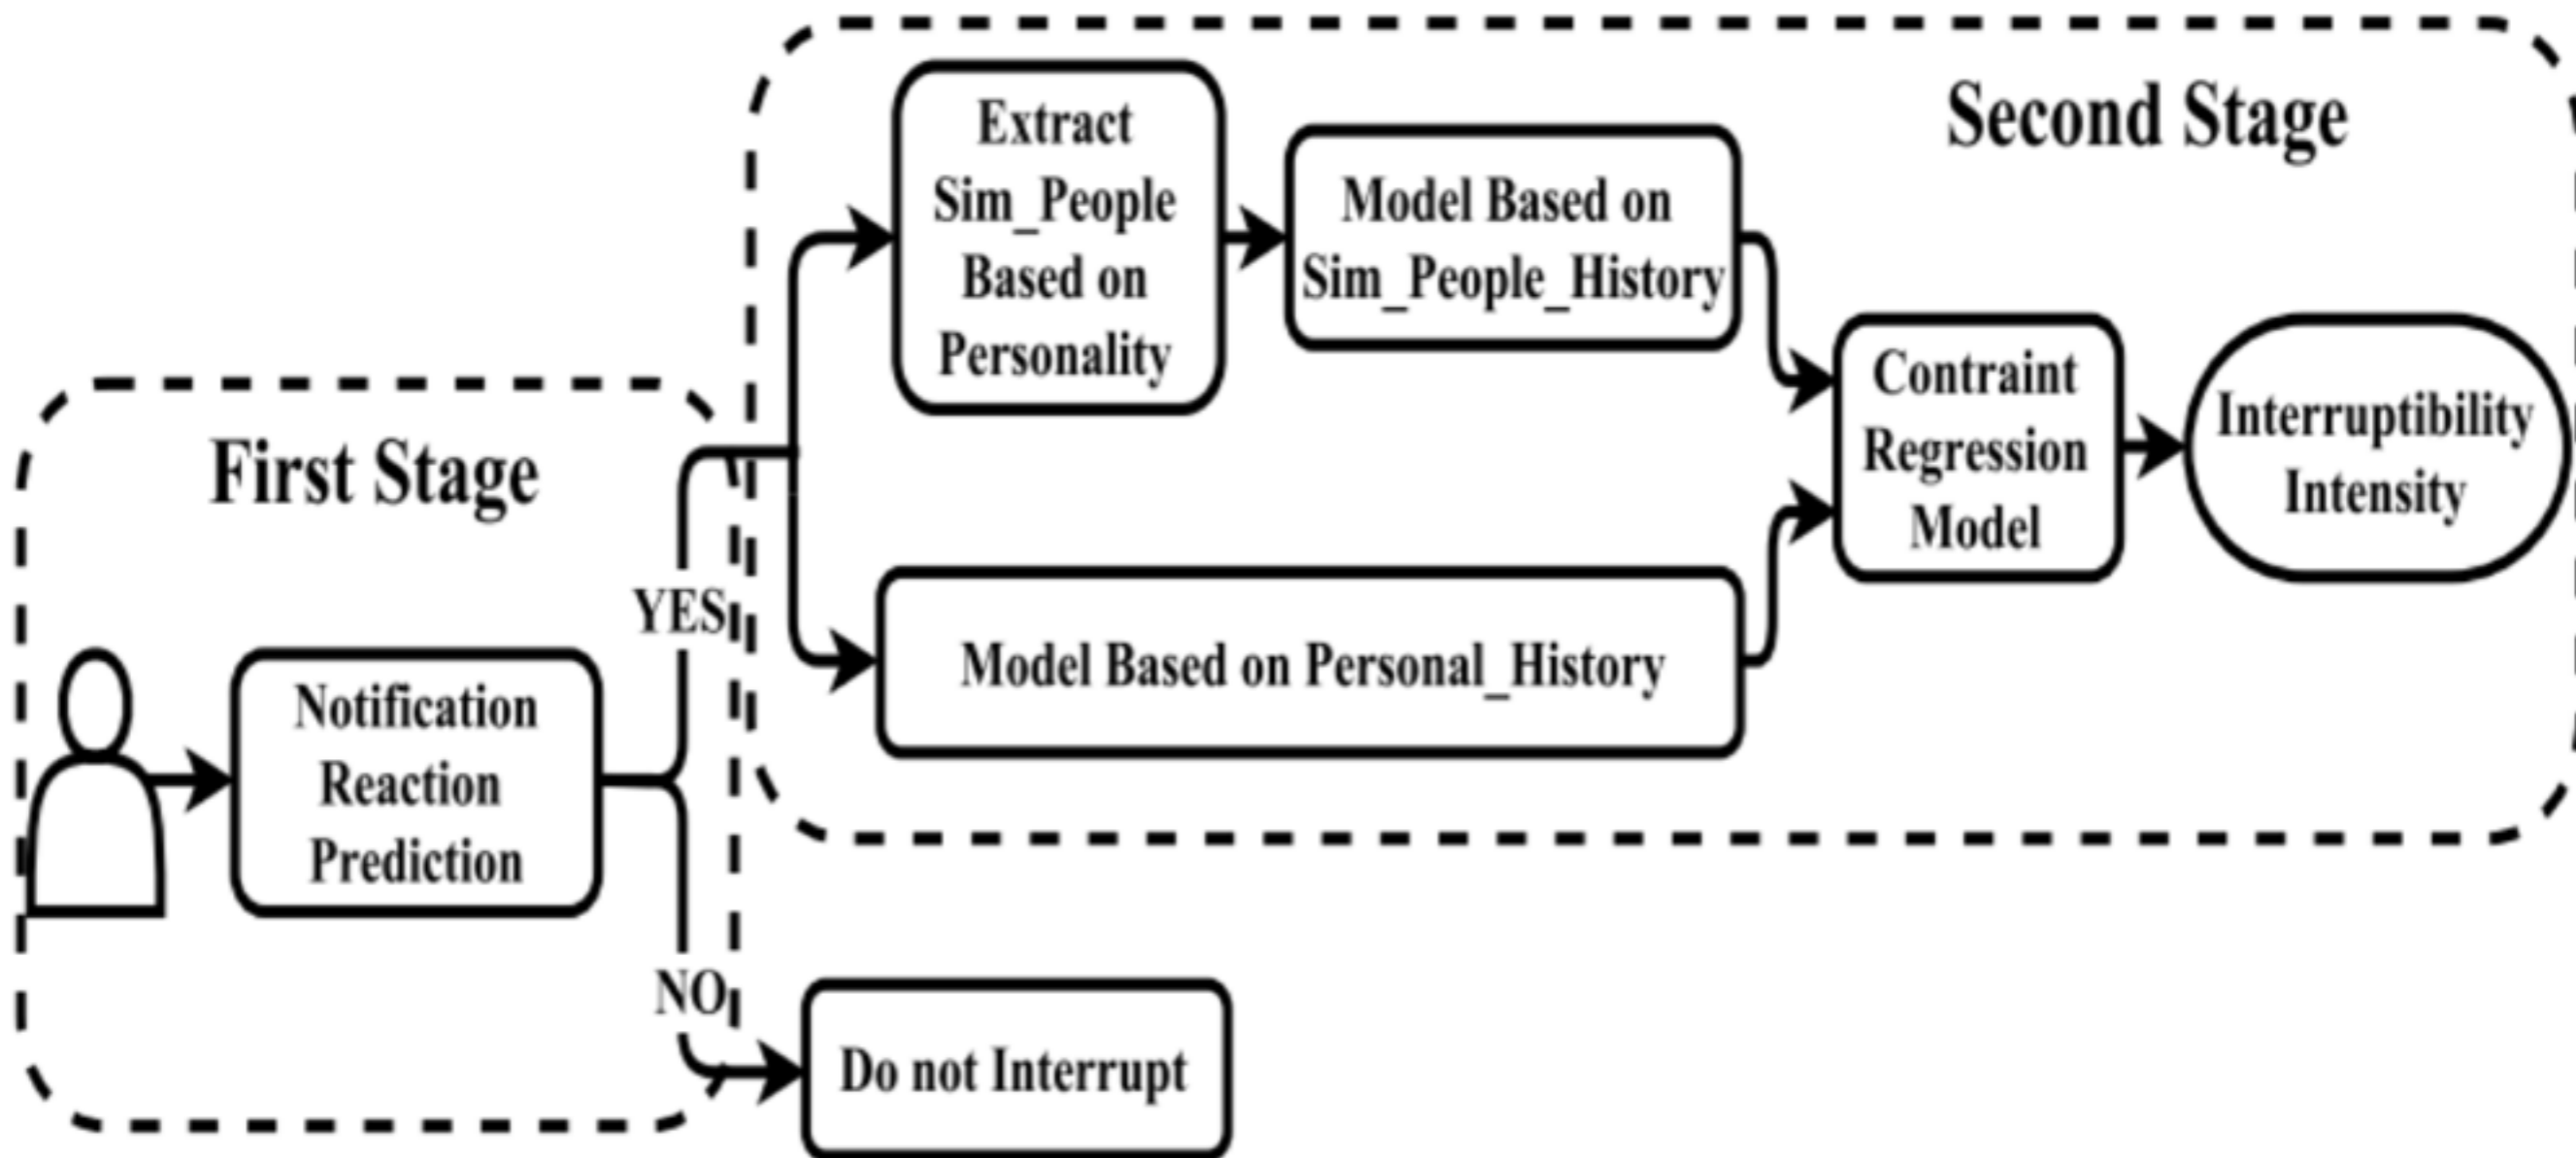 First Stage
Notification
Reaction
Prediction
YES
NO
Do not Interrupt
Second Stage
Extract
Sim_People
Based on
Personality
Model Based on
Sim_People_History
Model Based on Personal_History
Contraint
Regression
Model
Interruptibility
Intensity